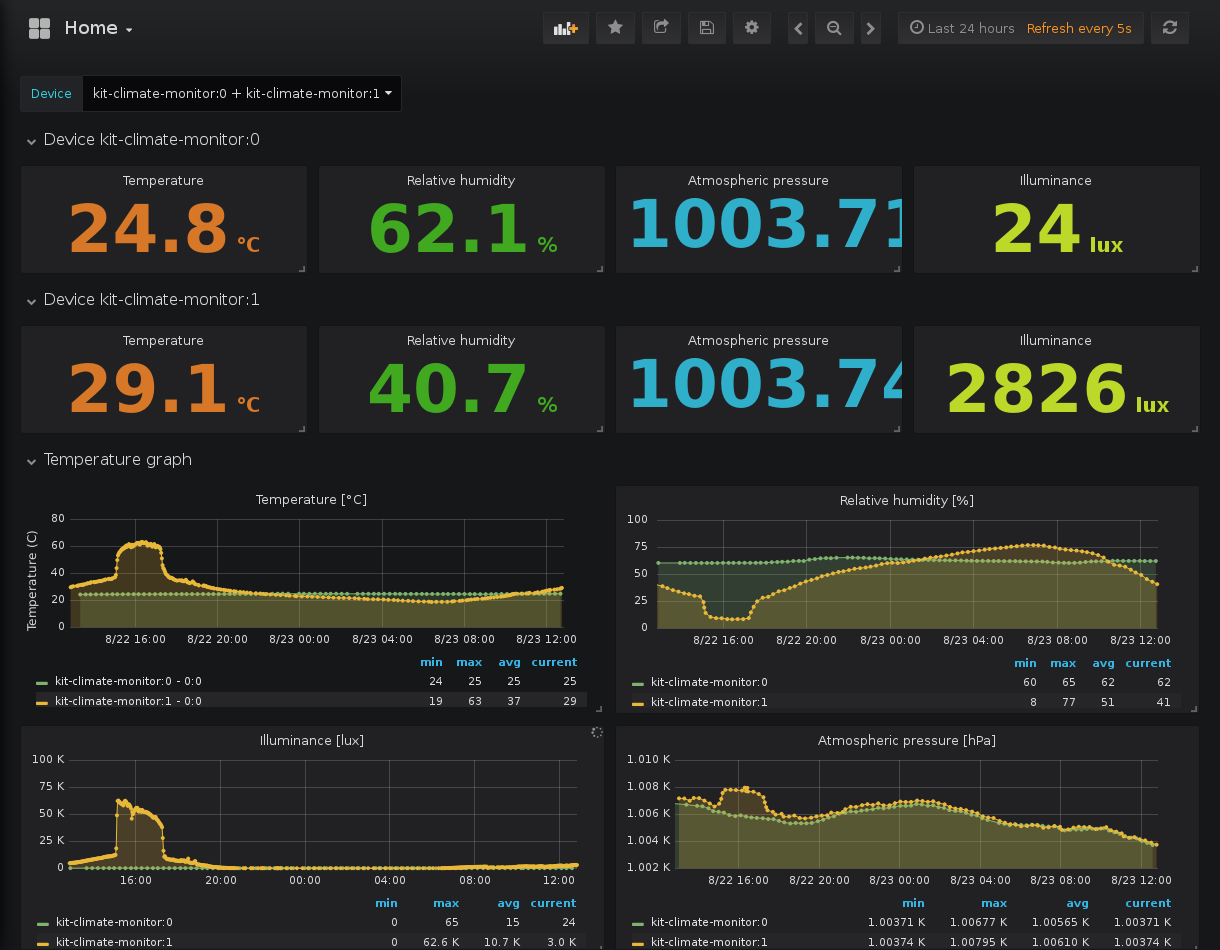 Home
Last 24 hours Refresh every 5s
Device kit-climate-monitor:0 + kit-climate-monitor:1
Device kit-climate-monitor:0
Temperature Relative humidity Atmospheric pressure Illuminance
24.8 °C 62.1 % 1003.71 24 lux
Device kit-climate-monitor:1
Temperature Relative humidity Atmospheric pressure Illuminance
29.1 °C 40.7 % 1003.74 2826 lux
Temperature graph
Temperature [°C]
Temperature (C)
80
60
40
20
0
8/22 16:00 8/22 20:00 8/23 00:00 8/23 04:00 8/23 08:00 8/23 12:00
min max avg current
kit-climate-monitor:0 - 0:0 24 25 25 25
kit-climate-monitor:1 - 0:0 19 63 37 29
Relative humidity [%]
100
75
50
25
0
8/22 16:00 8/22 20:00 8/23 00:00 8/23 04:00 8/23 08:00 8/23 12:00
min max avg current
kit-climate-monitor:0 60 65 62 62
kit-climate-monitor:1 8 77 51 41
Illuminance [lux]
100 K
75 K
50 K
25 K
0
16:00 20:00 00:00 04:00 08:00 12:00
min max avg current
kit-climate-monitor:0 0 65 15 24
kit-climate-monitor:1 0 62.6 K 10.7 K 3.0 K
Atmospheric pressure [hPa]
1.010 K
1.008 K
1.006 K
1.004 K
1.002 K
8/22 16:00 8/22 20:00 8/23 00:00 8/23 04:00 8/23 08:00 8/23 12:00
min max avg current
kit-climate-monitor:0 1.00371 K 1.00677 K 1.00565 K 1.00371 K
kit-climate-monitor:1 1.00374 K 1.00795 K 1.00610 K 1.00374 K